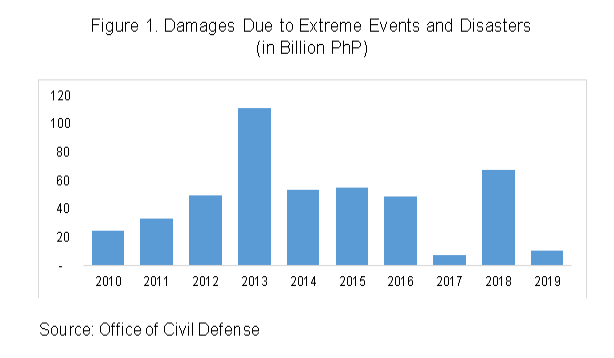 Figure 1. Damages Due to Extreme Events and Disasters
(in Billion PhP)
120
100
80
60
40
20
-
2010 2011 2012 2013 2014 2015 2016 2017 2018 2019
Source: Office of Civil Defense